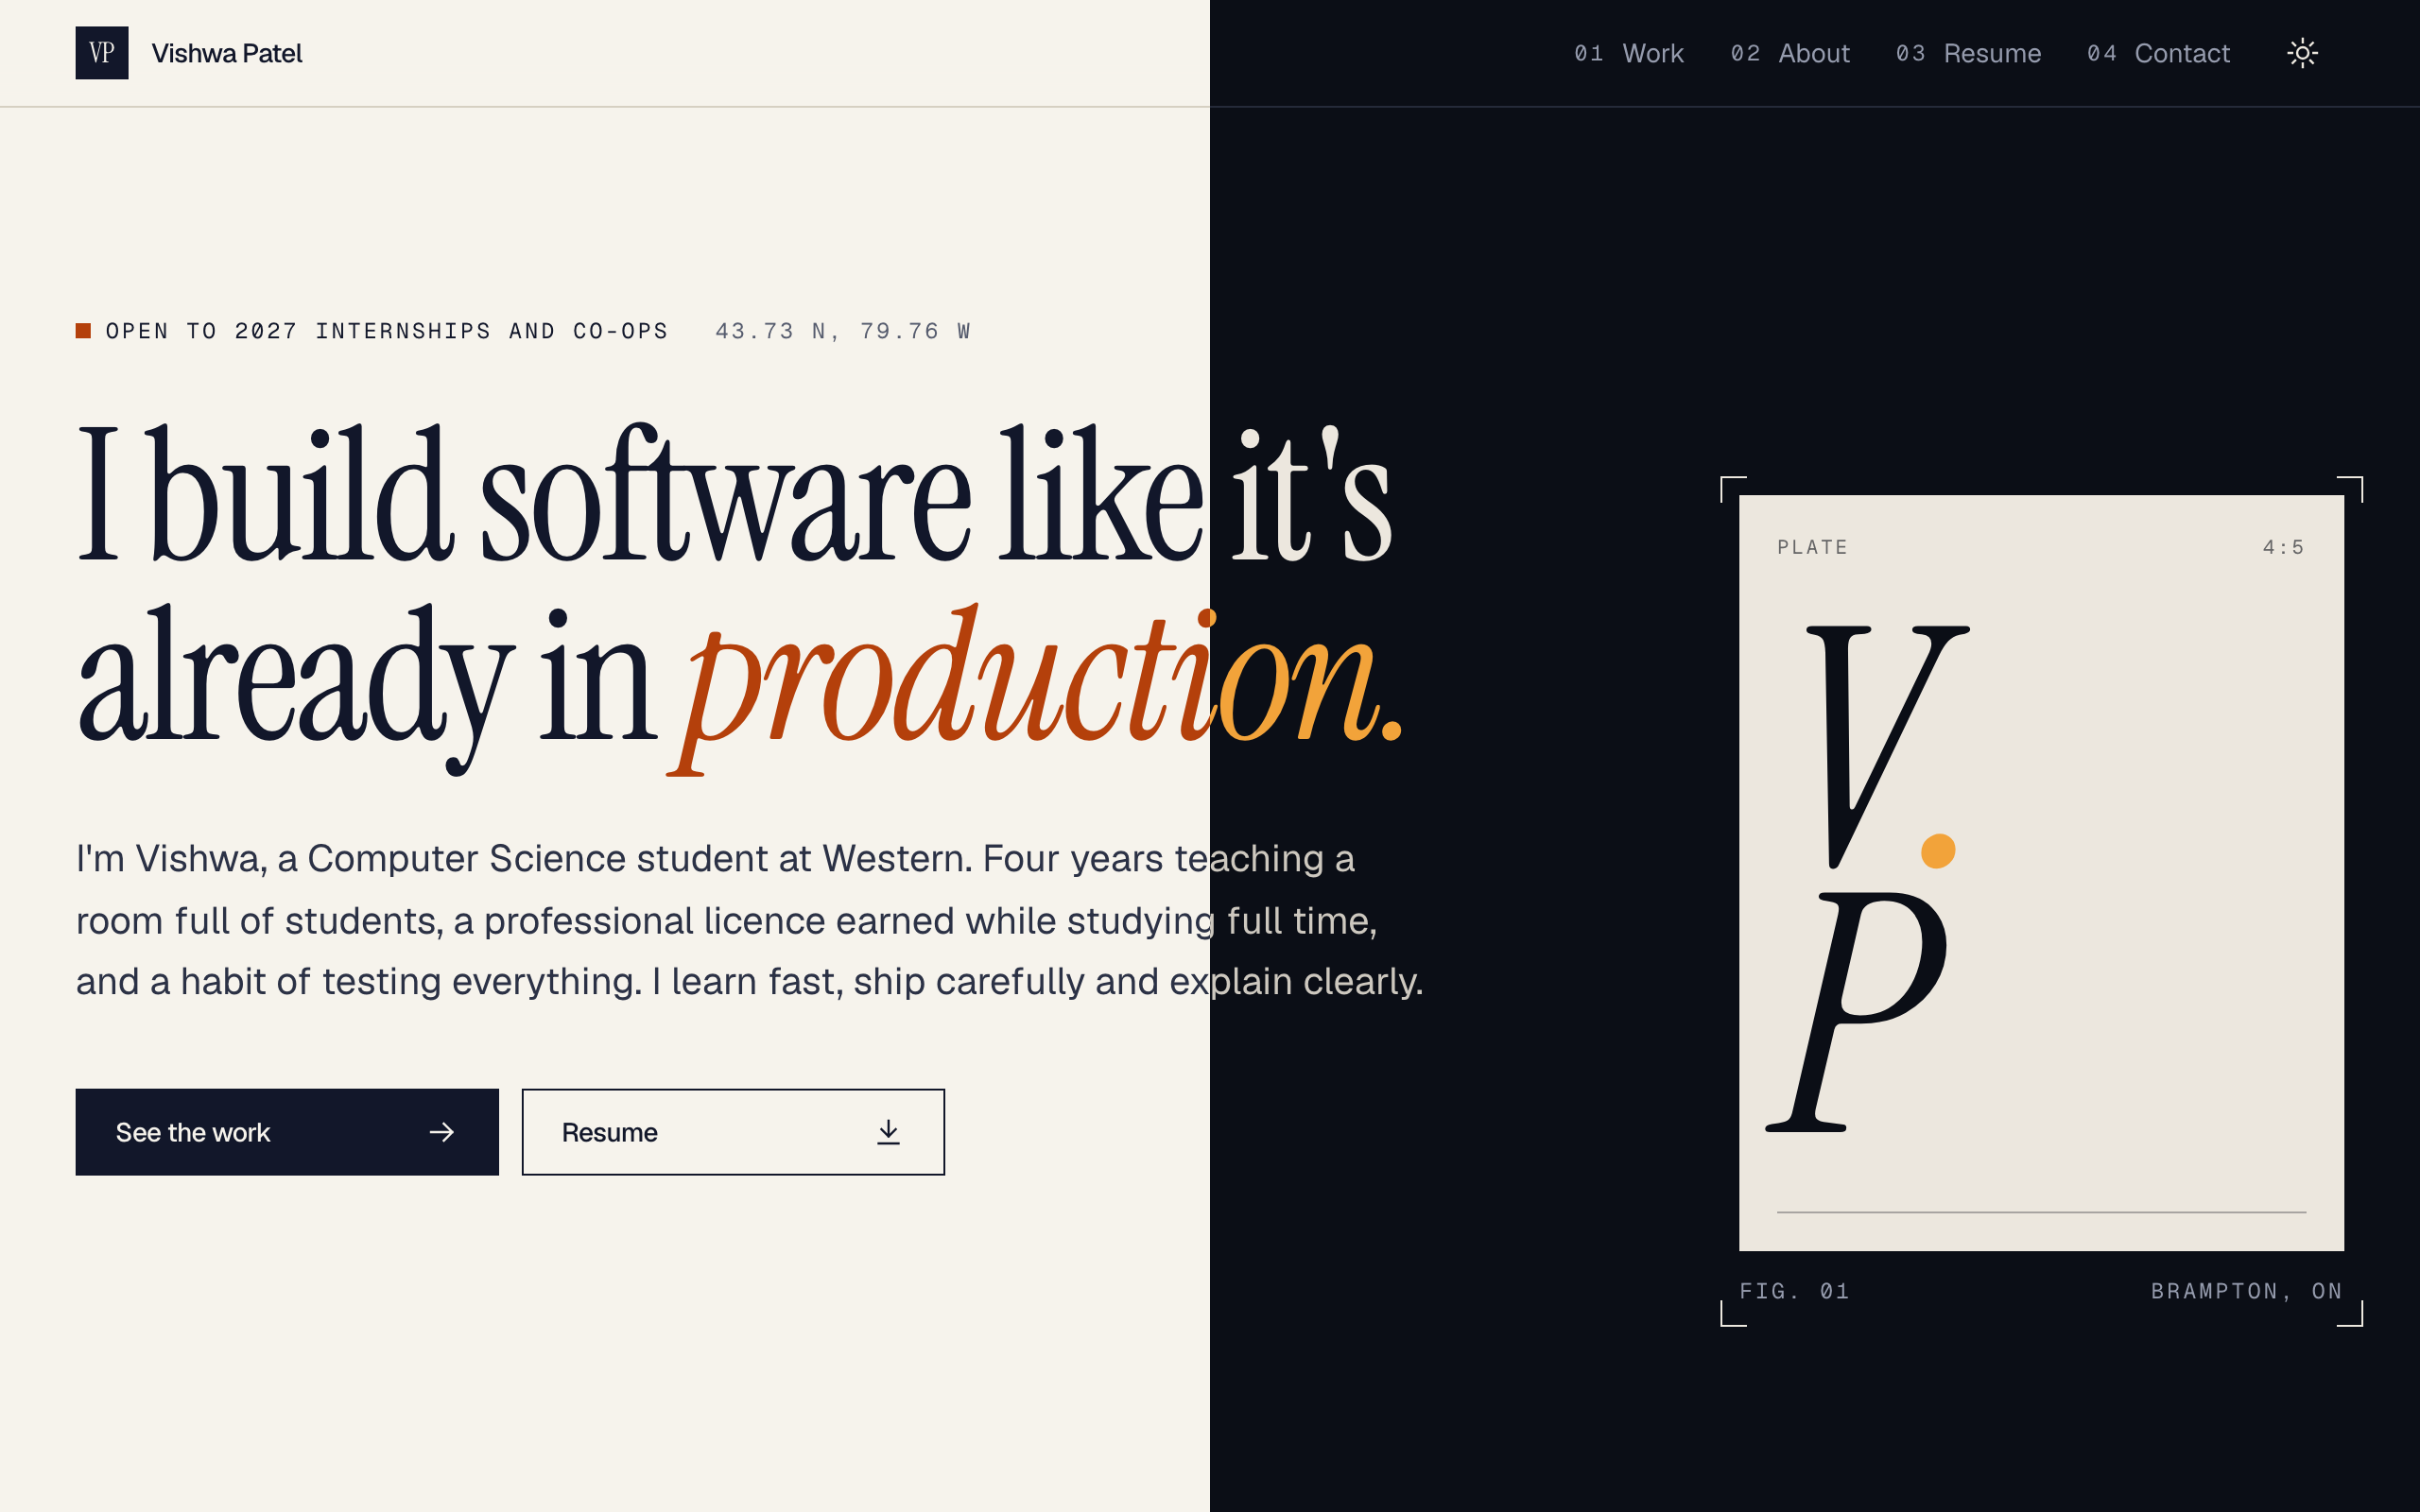 VP Vishwa Patel
01 Work 02 About 03 Resume 04 Contact
OPEN TO 2027 INTERNSHIPS AND CO-OPS 43.73 N, 79.76 W
I build software like it's
already in production.
I'm Vishwa, a Computer Science student at Western. Four years teaching a
room full of students, a professional licence earned while studying full time,
and a habit of testing everything. I learn fast, ship carefully and explain clearly.
See the work
Resume
PLATE 4:5
V.
P
FIG. 01 BRAMPTON, ON